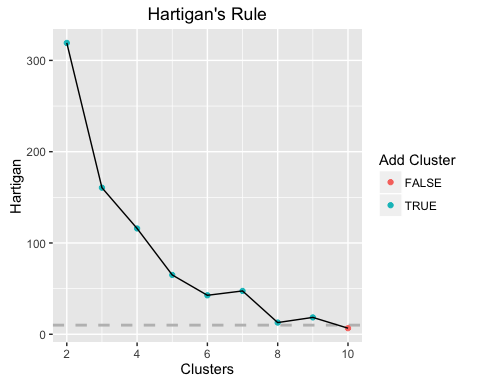 Hartigan's Rule
300
200
100
0
Hartigan
2 4 6 8 10
Clusters
Add Cluster
FALSE
TRUE